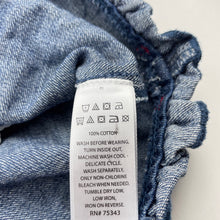 100% COTTON
WASH BEFORE WEARING.
TURN INSIDE OUT.
MACHINE WASH COOL -
DELICATE CYCLE.
WASH SEPARATELY.
ONLY NON-CHLORINE
BLEACH WHEN NEEDED.
TUMBLE DRY LOW.
LOW IRON.
IRON ON REVERSE.
RN# 75343